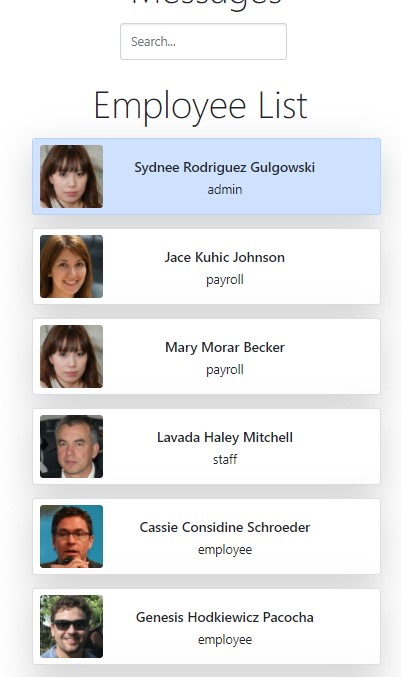 Messages
Search...
Employee List
Sydnee Rodriguez Gulgowski
admin
Jace Kuhic Johnson
payroll
Mary Morar Becker
payroll
Lavada Haley Mitchell
staff
Cassie Considine Schroeder
employee
Genesis Hodkiewicz Pacocha
employee